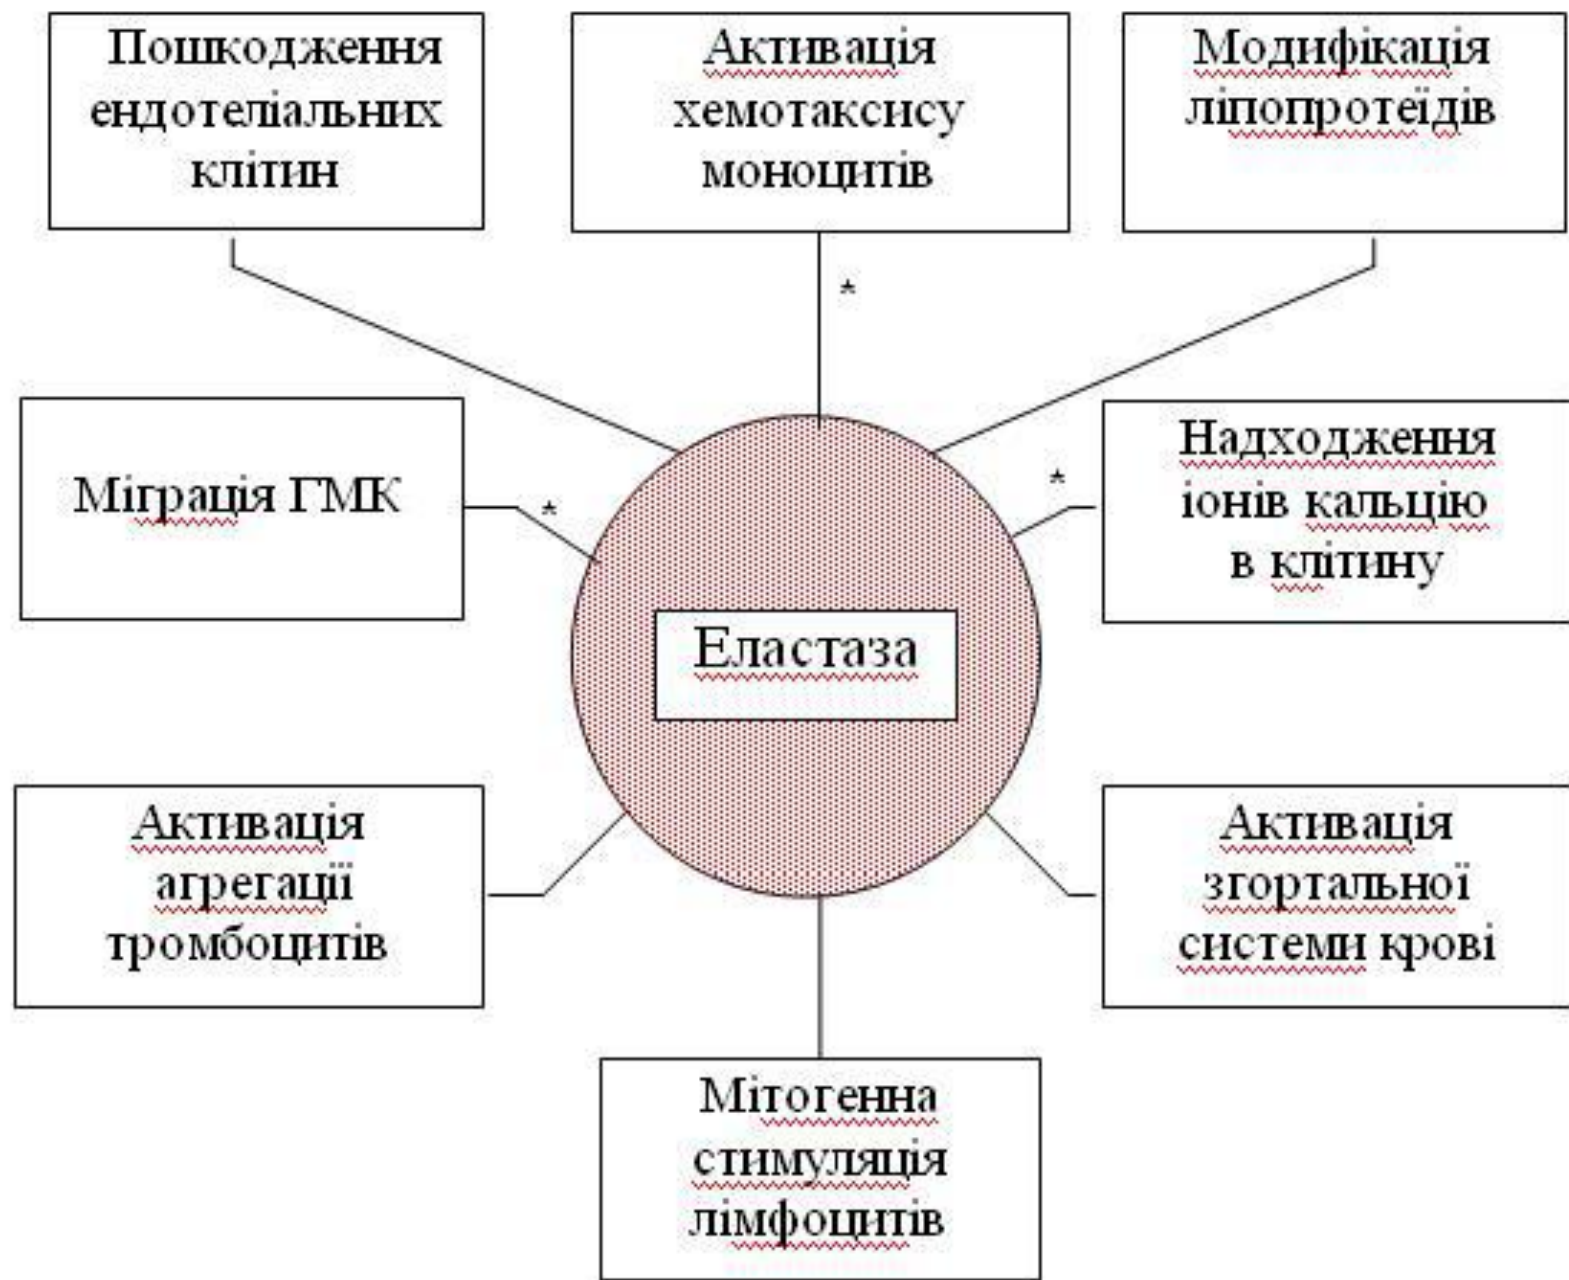 Пошкодження
ендотеліальних
клітин
Активація
хемотаксису
моноцитів
Модифікація
ліпопротеїдів
*
Міграція ГМК
*
*
Надходження
іонів кальцію
в клітину
Еластаза
Активація
агрегації
тромбоцитів
Активація
згортальної
системи крові
Мітогенна
стимуляція
лімфоцитів